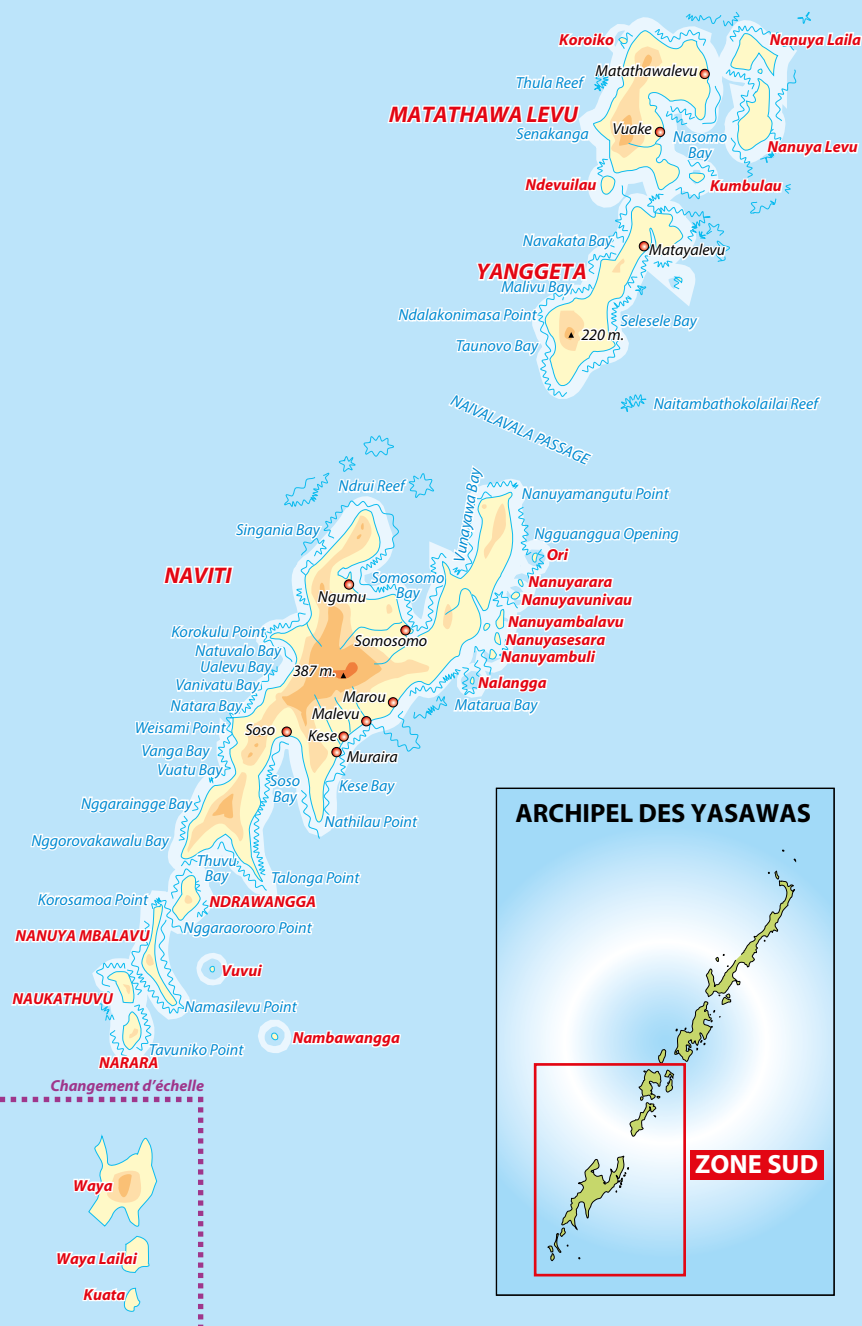 Koroiko
Nanuya Laila
Matathawalevu
Thula Reef
MATATHAWA LEVU
Vuake
Senakanga
Nasomo
Bay
Nanuya Levu
Ndevuilau
Kumbulau
Navakata Bay
Matayalevu
YANGGETA
Malivu Bay
Ndalakonimasa Point
Selesele Bay
220 m.
Taunovo Bay
Naitambathokolailai Reef
NAIVALAVALA PASSAGE
Ndrui Reef
Vunayawa Bay
Nanuyamangutu Point
Singania Bay
Ngguanggua Opening
Ori
NAVITI
Somosomo
Bay
Nanuyarara
Ngumu
Nanuyavunivau
Nanuyambalavu
Korokulu Point
Somosomo
Nanuyasesara
Natuvalo Bay
Nanuyambuli
Ualevu Bay
387 m.
Vanivatu Bay
Nalangga
Marou
Natara Bay
Matarua Bay
Malevu
Weisami Point
Soso
Kese
Vanga Bay
Muraira
Vuatu Bay
Soso
Bay
Kese Bay
Nggaraingge Bay
Nathilau Point
Nggorovakawalu Bay
Thuvu
Bay
Talonga Point
Korosamoa Point
NDRAWANGGA
Nggaraorooro Point
NANUYA MBALAVU
Vuvui
NAUKATHUVU
Namasilevu Point
Nambawangga
Tavuniko Point
NARARA
Changement d'échelle
Waya
Waya Lailai
Kuata
ARCHIPEL DES YASAWAS
ZONE SUD